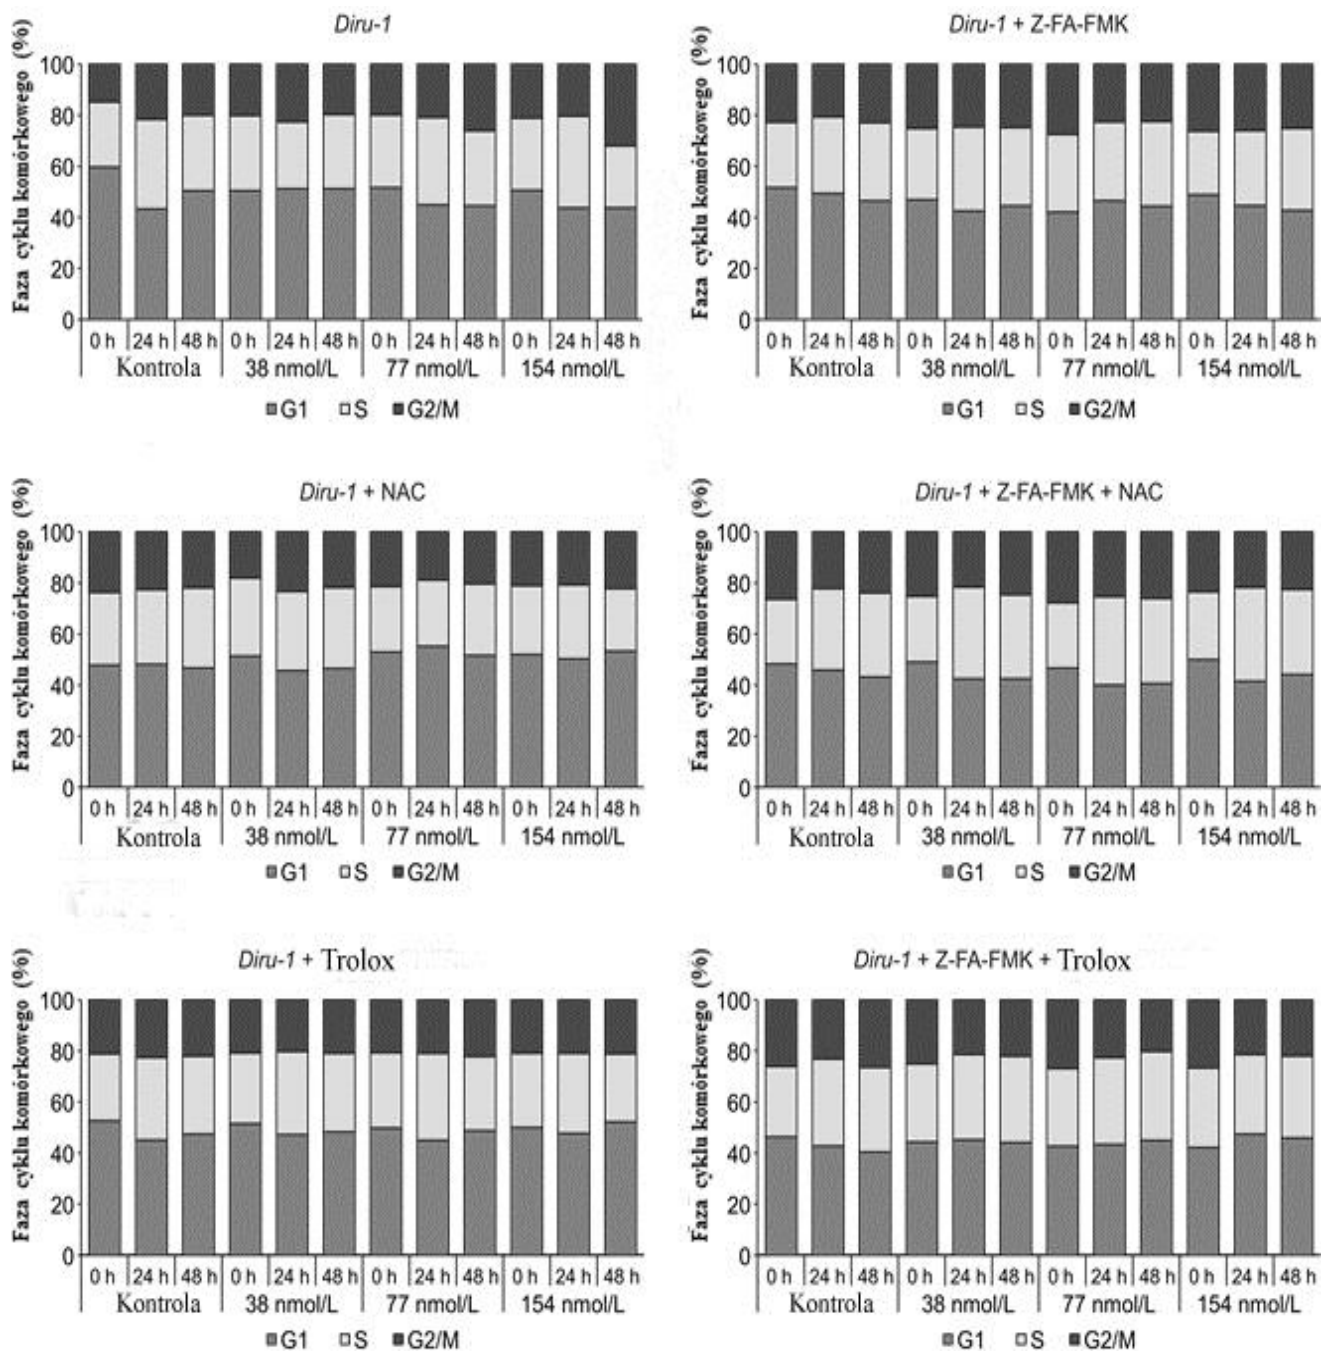 Diru-1
Faza cyklu komórkowego (%)
100
80
60
40
20
0
0 h 24 h 48 h 0 h 24 h 48 h 0 h 24 h 48 h 0 h 24 h 48 h
Kontrola 38 nmol/L 77 nmol/L 154 nmol/L
G1 S G2/M
Diru-1 + Z-FA-FMK
Faza cyklu komórkowego (%)
100
80
60
40
20
0
0 h 24 h 48 h 0 h 24 h 48 h 0 h 24 h 48 h 0 h 24 h 48 h
Kontrola 38 nmol/L 77 nmol/L 154 nmol/L
G1 S G2/M
Diru-1 + NAC
Faza cyklu komórkowego (%)
100
80
60
40
20
0
0 h 24 h 48 h 0 h 24 h 48 h 0 h 24 h 48 h 0 h 24 h 48 h
Kontrola 38 nmol/L 77 nmol/L 154 nmol/L
G1 S G2/M
Diru-1 + Z-FA-FMK + NAC
Faza cyklu komórkowego (%)
100
80
60
40
20
0
0 h 24 h 48 h 0 h 24 h 48 h 0 h 24 h 48 h 0 h 24 h 48 h
Kontrola 38 nmol/L 77 nmol/L 154 nmol/L
G1 S G2/M
Diru-1 + Trolox
Faza cyklu komórkowego (%)
100
80
60
40
20
0
0 h 24 h 48 h 0 h 24 h 48 h 0 h 24 h 48 h 0 h 24 h 48 h
Kontrola 38 nmol/L 77 nmol/L 154 nmol/L
G1 S G2/M
Diru-1 + Z-FA-FMK + Trolox
Faza cyklu komórkowego (%)
100
80
60
40
20
0
0 h 24 h 48 h 0 h 24 h 48 h 0 h 24 h 48 h 0 h 24 h 48 h
Kontrola 38 nmol/L 77 nmol/L 154 nmol/L
G1 S G2/M